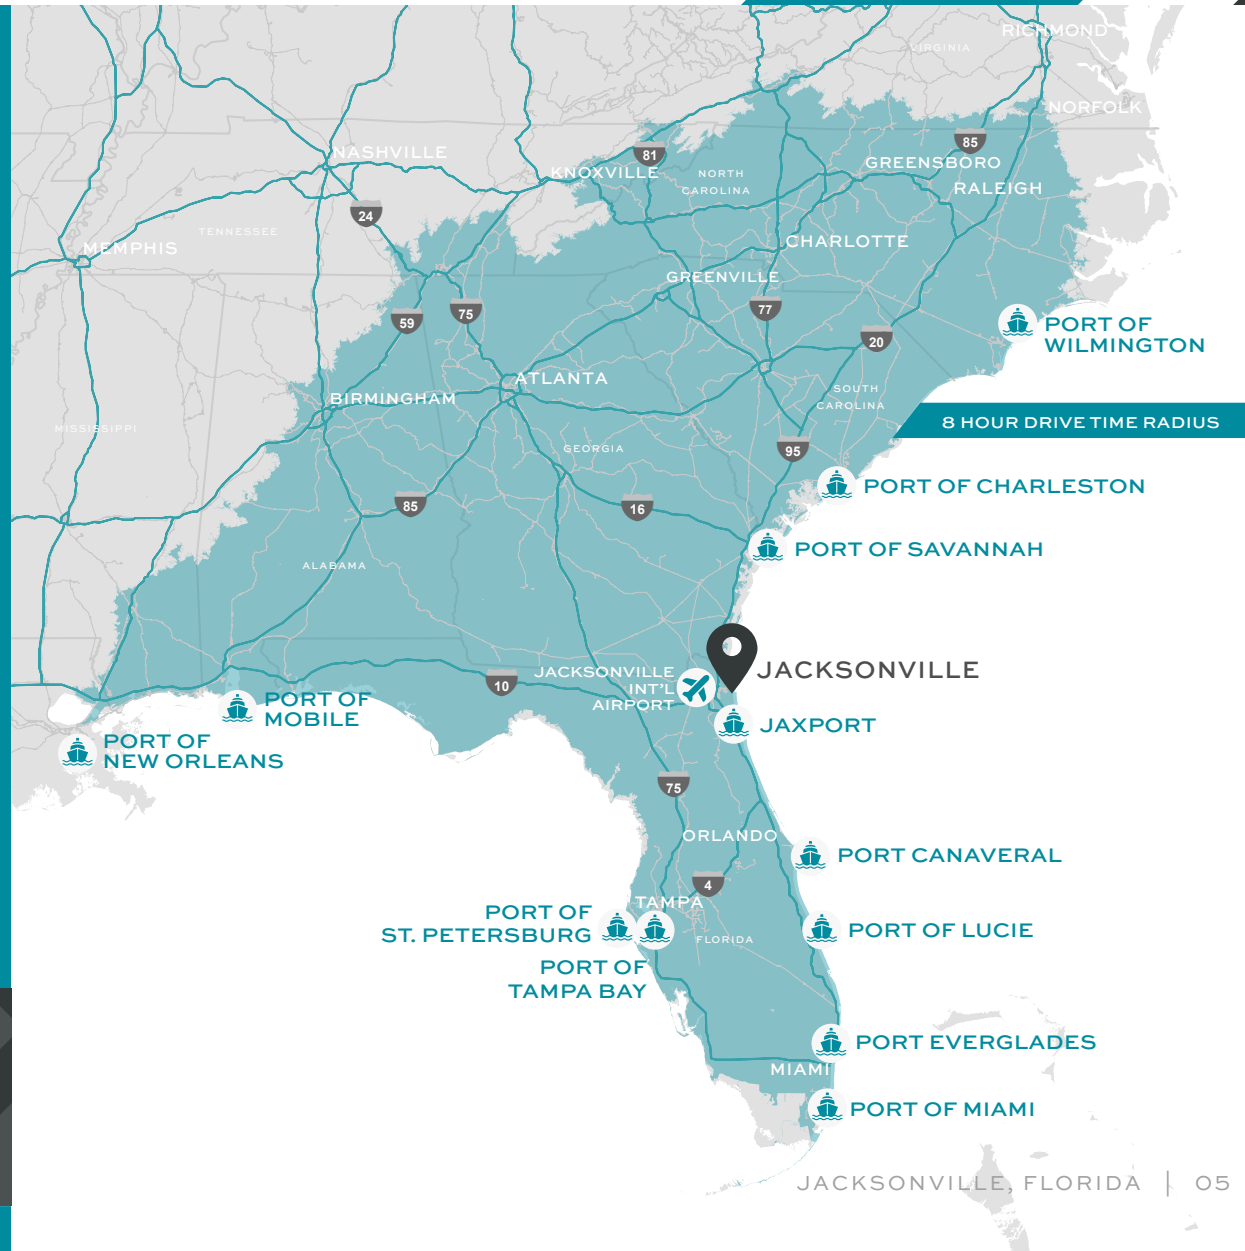 RICHMOND
VIRGINIA
NORFOLK
85
81
NASHVILLE
GREENSBORO
KNOXVILLE
NORTH
CAROLINA
RALEIGH
24
TENNESSEE
MEMPHIS
CHARLOTTE
GREENVILLE
59
75
77
20
PORT OF
WILMINGTON
ATLANTA
BIRMINGHAM
SOUTH
CAROLINA
MISSISSIPPI
8 HOUR DRIVE TIME RADIUS
GEORGIA
95
PORT OF CHARLESTON
85
16
PORT OF SAVANNAH
ALABAMA
JACKSONVILLE
JACKSONVILLE
INT'L
AIRPORT
10
PORT OF
MOBILE
JAXPORT
PORT OF
NEW ORLEANS
75
ORLANDO
PORT CANAVERAL
4
TAMPA
PORT OF
ST. PETERSBURG
FLORIDA
PORT OF LUCIE
PORT OF
TAMPA BAY
PORT EVERGLADES
MIAMI
PORT OF MIAMI
JACKSONVILLE, FLORIDA | 05